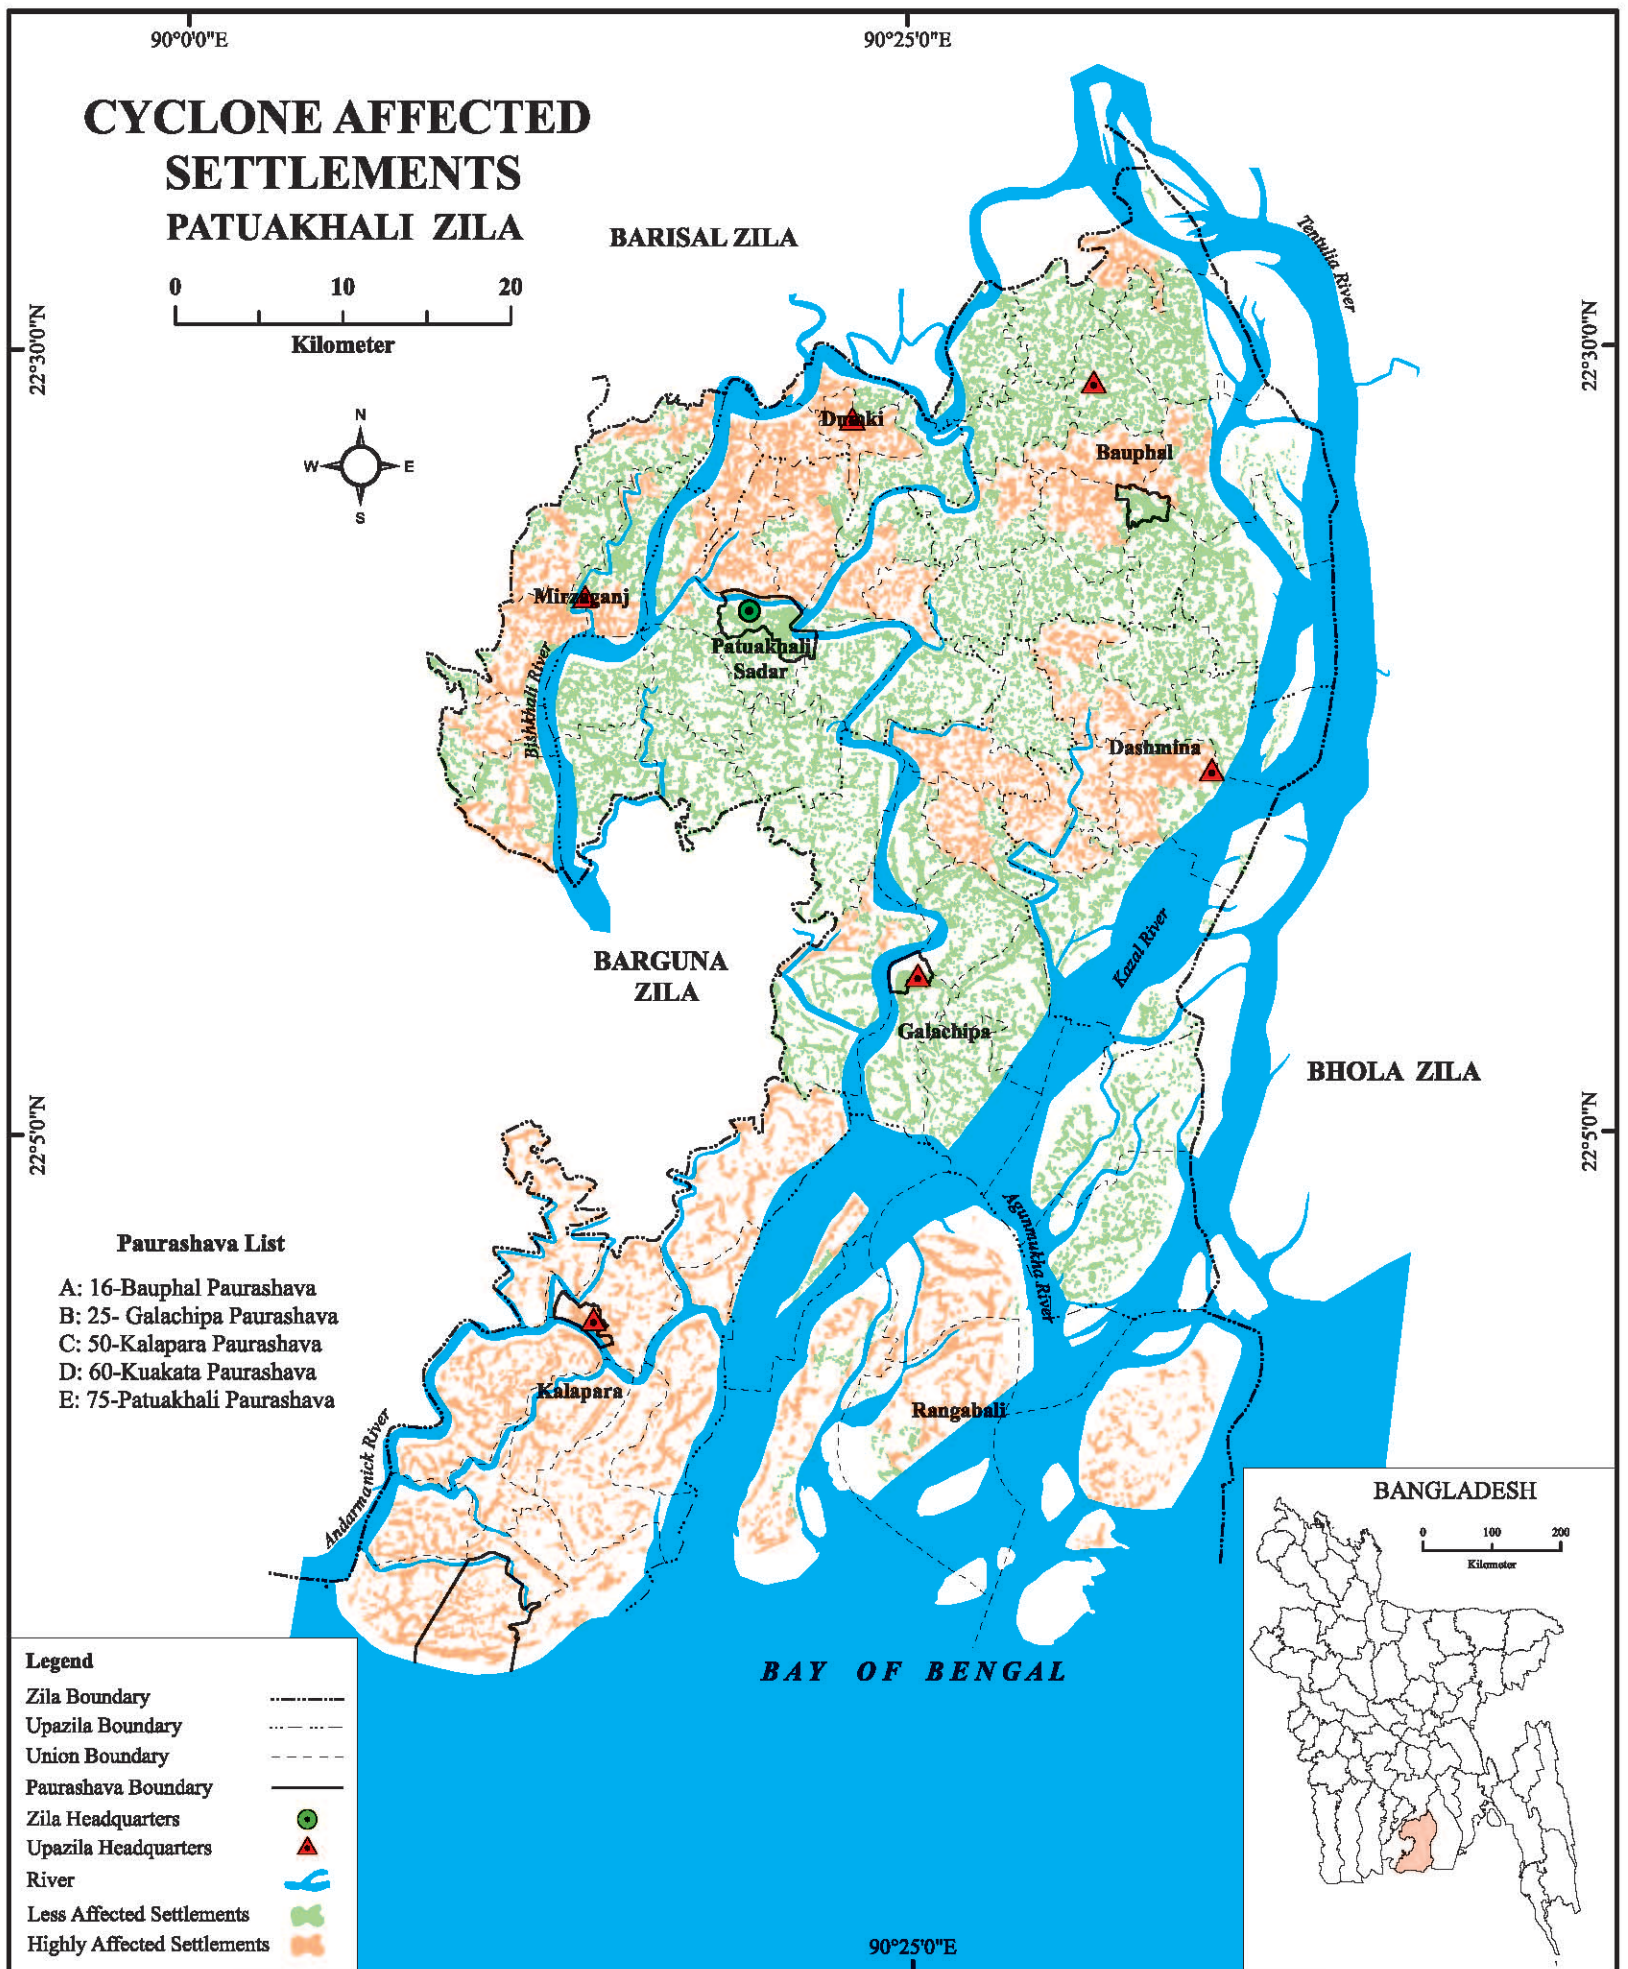 90°0'0"E
90°25'0"E
CYCLONE AFFECTED
SETTLEMENTS
PATUAKHALI ZILA
BARISAL ZILA
Tentulia River
0 10 20
Kilometer
22°30'0"N
22°30'0"N
N
W E
S
Dumki
Bauphal
Mirzaganj
Patuakhali
Sadar
Bishkhali River
Dashmina
BARGUNA
ZILA
Kazal River
Galachipa
BHOLA ZILA
22°5'0"N
22°5'0"N
Agunmukha River
Paurashava List
A: 16-Bauphal Paurashava
B: 25- Galachipa Paurashava
C: 50-Kalapara Paurashava
D: 60-Kuakata Paurashava
E: 75-Patuakhali Paurashava
Kalapara
Rangabali
Andarmanick River
BANGLADESH
0 100 200
Kilometer
BAY OF BENGAL
Legend
Zila Boundary
Upazila Boundary
Union Boundary
Paurashava Boundary
Zila Headquarters
Upazila Headquarters
River
Less Affected Settlements
Highly Affected Settlements
90°25'0"E